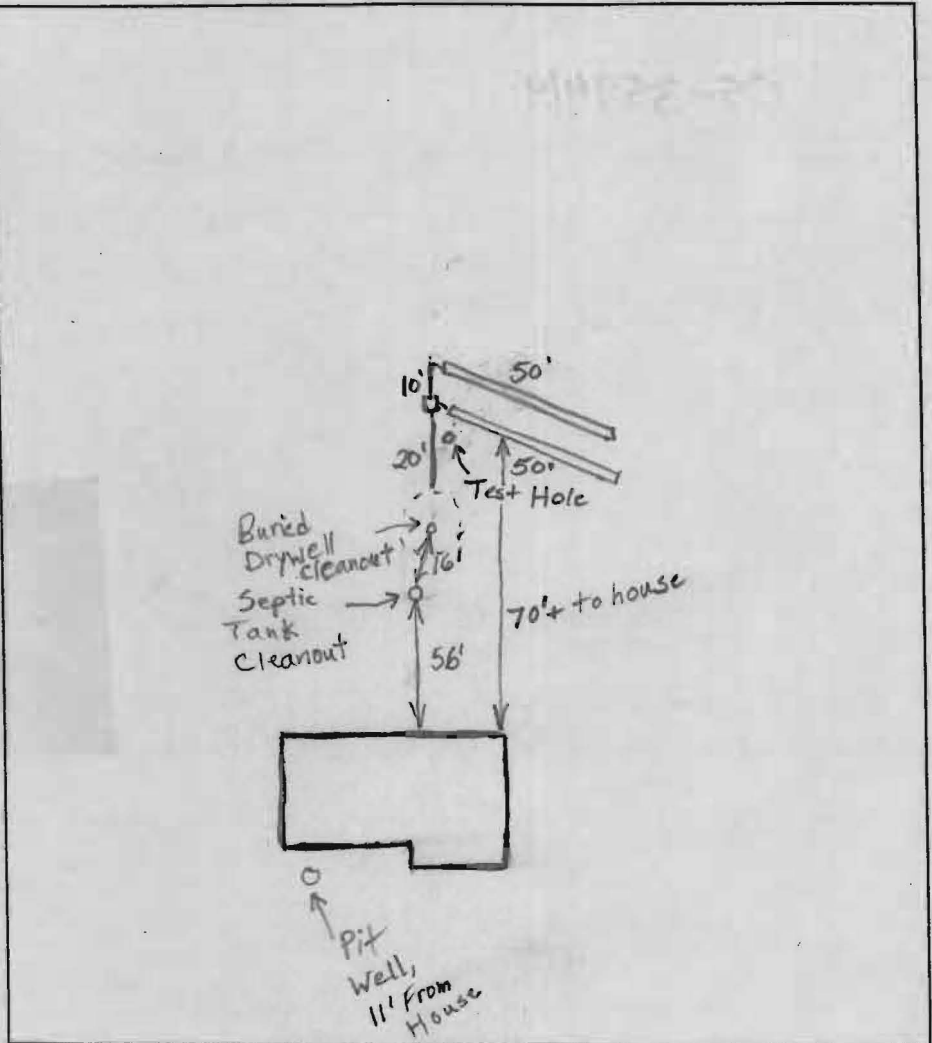 10'
50'
20'
50'
Test Hole
Buried
Drywell
cleanout
16'
Septic
Tank
Cleanout
70'+ to house
56'
Pit
Well,
11' From
House